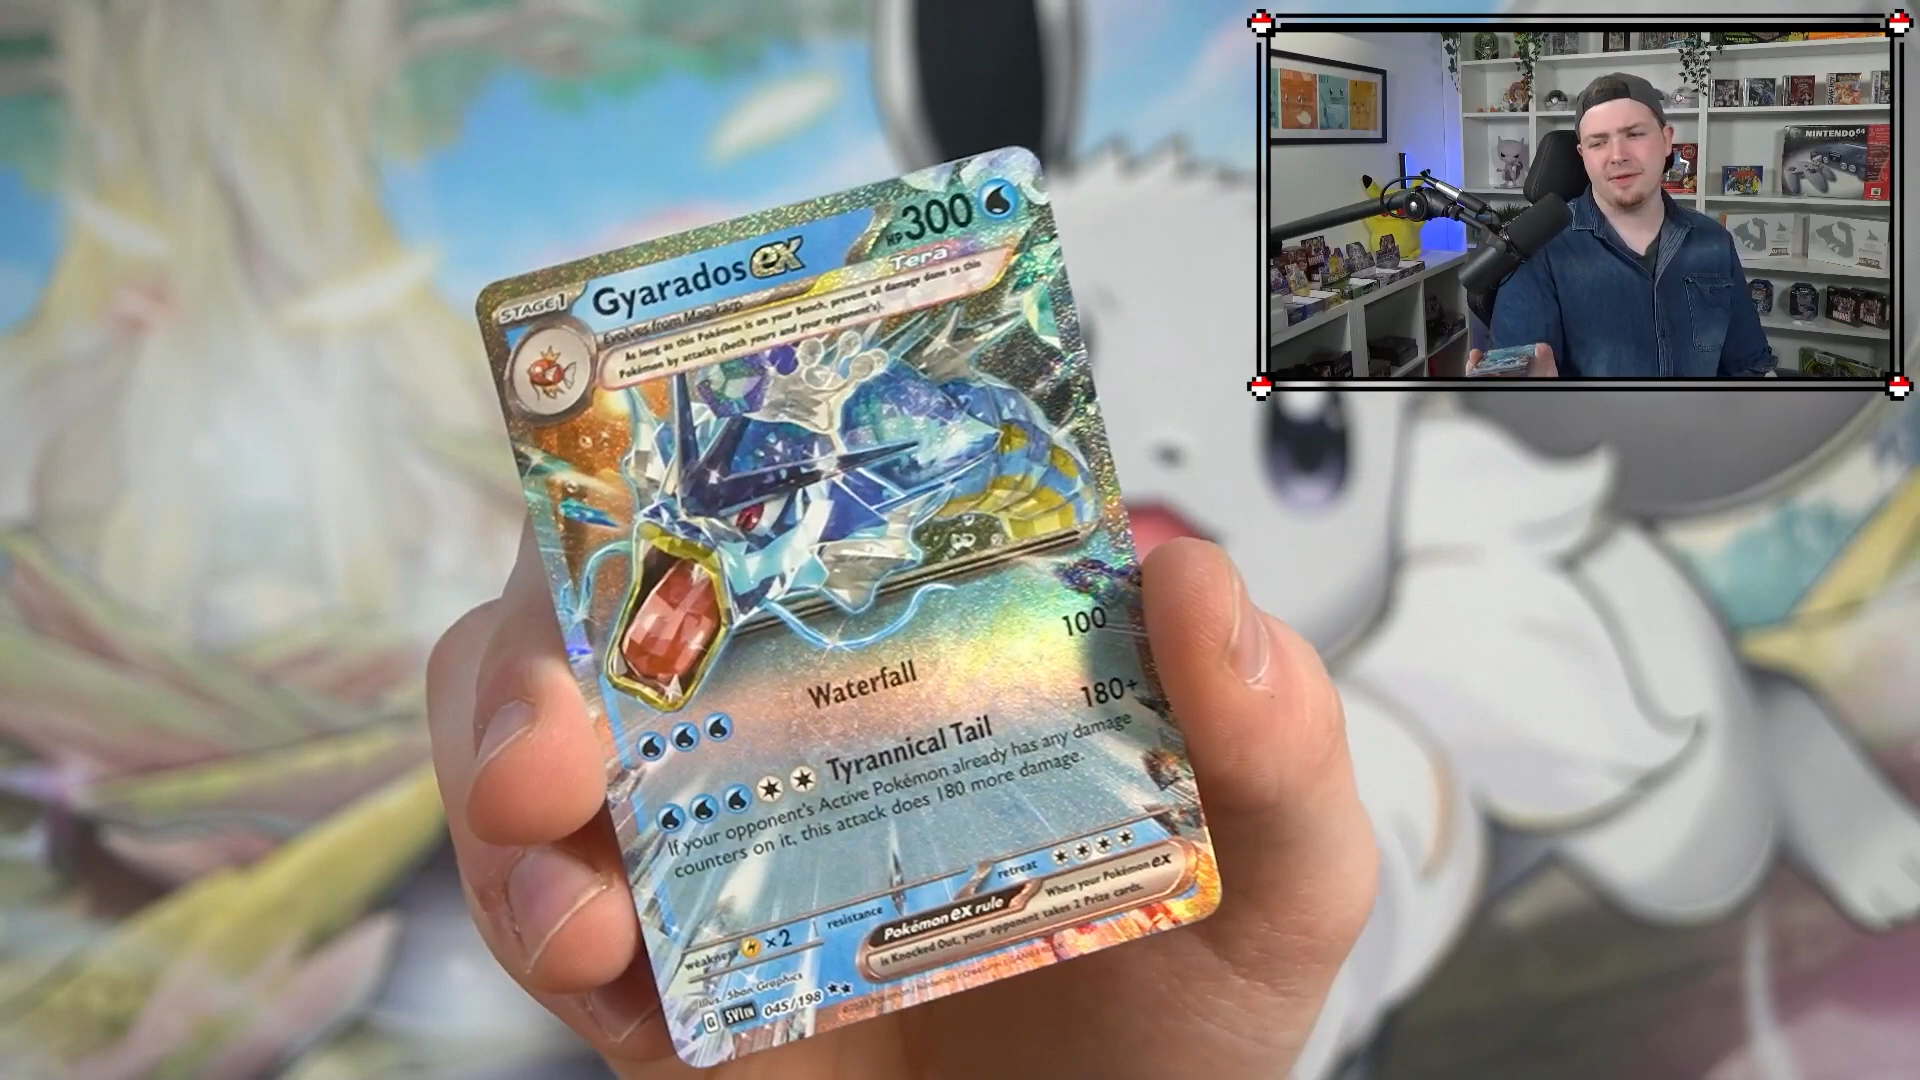 STAGE1
Gyarados ex
HP 300
Evolves from Magikarp
Tera
As long as this Pokémon is on your Bench, prevent all damage done to this
Pokémon by attacks (both yours and your opponent's).
Waterfall 100
Tyrannical Tail 180+
If your opponent's Active Pokémon already has any damage
counters on it, this attack does 180 more damage.
weakness ×2
resistance
retreat
Pokémon ex rule
When your Pokémon ex
is Knocked Out, your opponent takes 2 Prize cards.
Illus. 5ban Graphics
G SVI EN 045/198 ★★
NINTENDO 64